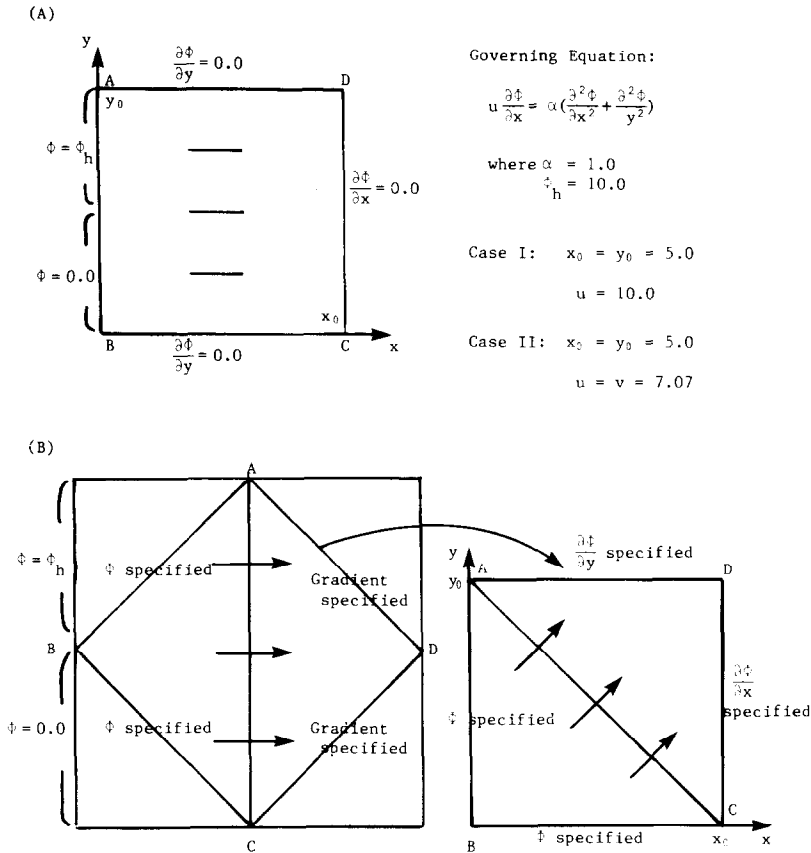 (A)
y
∂Φ/∂y = 0.0
A
D
y₀
Φ = Φh
∂Φ/∂x = 0.0
Φ = 0.0
x₀
B
C
x
∂Φ/∂y = 0.0
Governing Equation:
u ∂Φ/∂x = α(∂²Φ/∂x² + ∂²Φ/y²)
where α = 1.0
Φh = 10.0
Case I: x₀ = y₀ = 5.0
u = 10.0
Case II: x₀ = y₀ = 5.0
u = v = 7.07
(B)
A
Φ = Φh
Φ specified
Gradient
specified
B
D
Φ = 0.0
Φ specified
Gradient
specified
C
y
∂Φ/∂y specified
A
D
y₀
∂Φ/∂x
specified
Φ specified
C
B
Φ specified
x₀
x